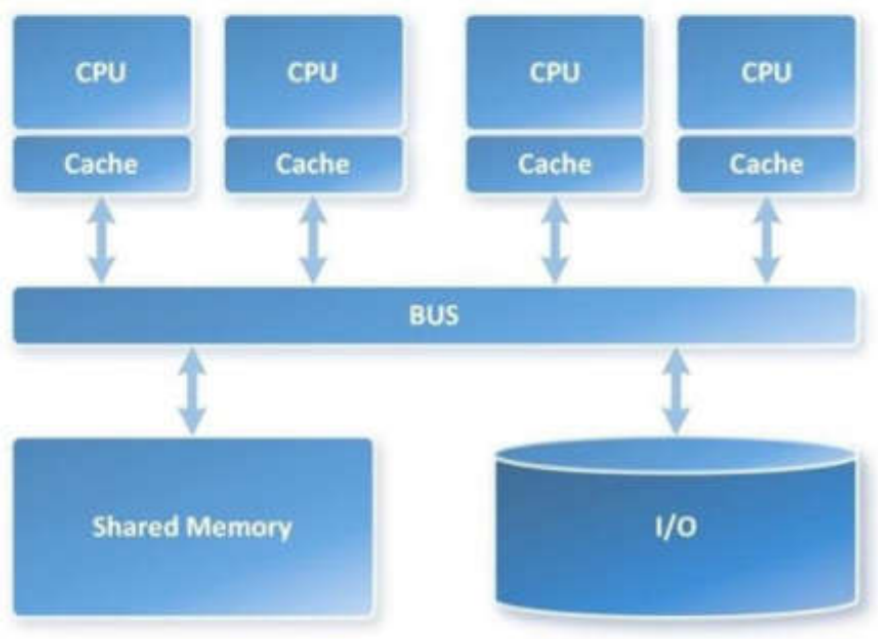 CPU
CPU
CPU
CPU
Cache
Cache
Cache
Cache
BUS
Shared Memory
I/O